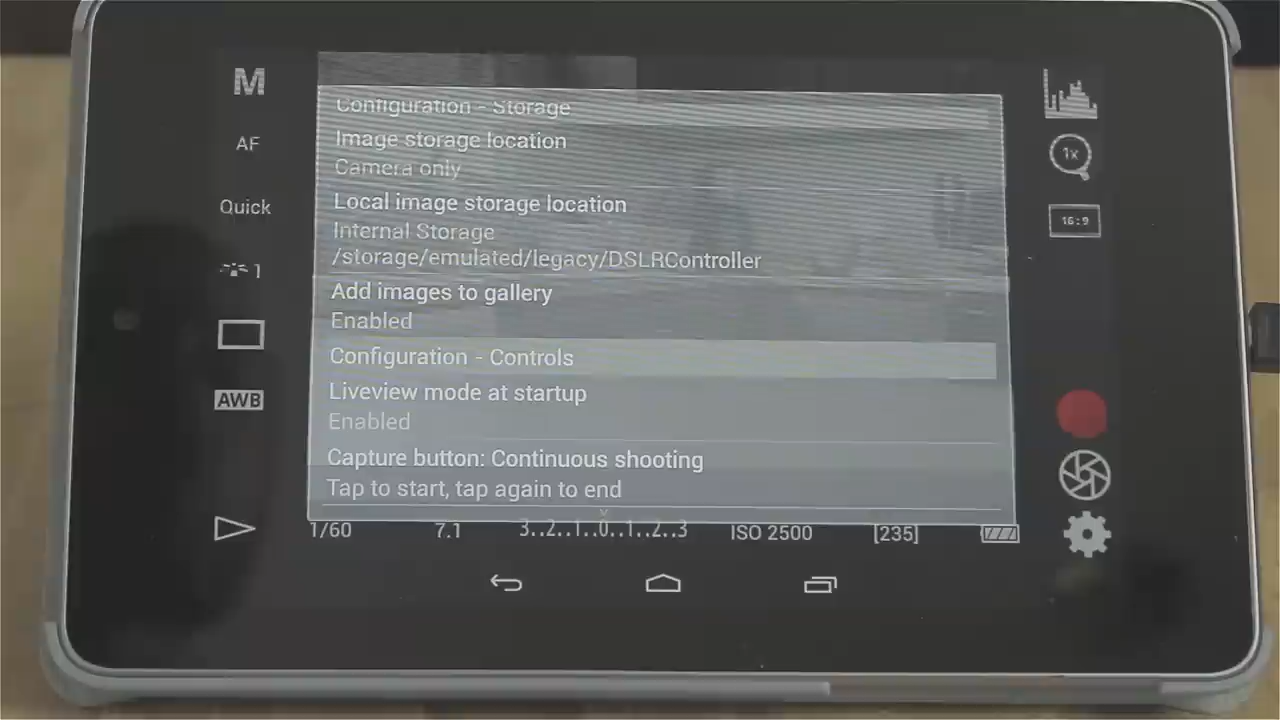 M
AF
Quick
1
AWB
Configuration - Storage
Image storage location
Camera only
Local image storage location
Internal Storage
/storage/emulated/legacy/DSLRController
Add images to gallery
Enabled
Configuration - Controls
Liveview mode at startup
Enabled
Capture button: Continuous shooting
Tap to start, tap again to end
1/60 7.1 3..2..1..0..1..2..3 ISO 2500 [235]
1x
16:9